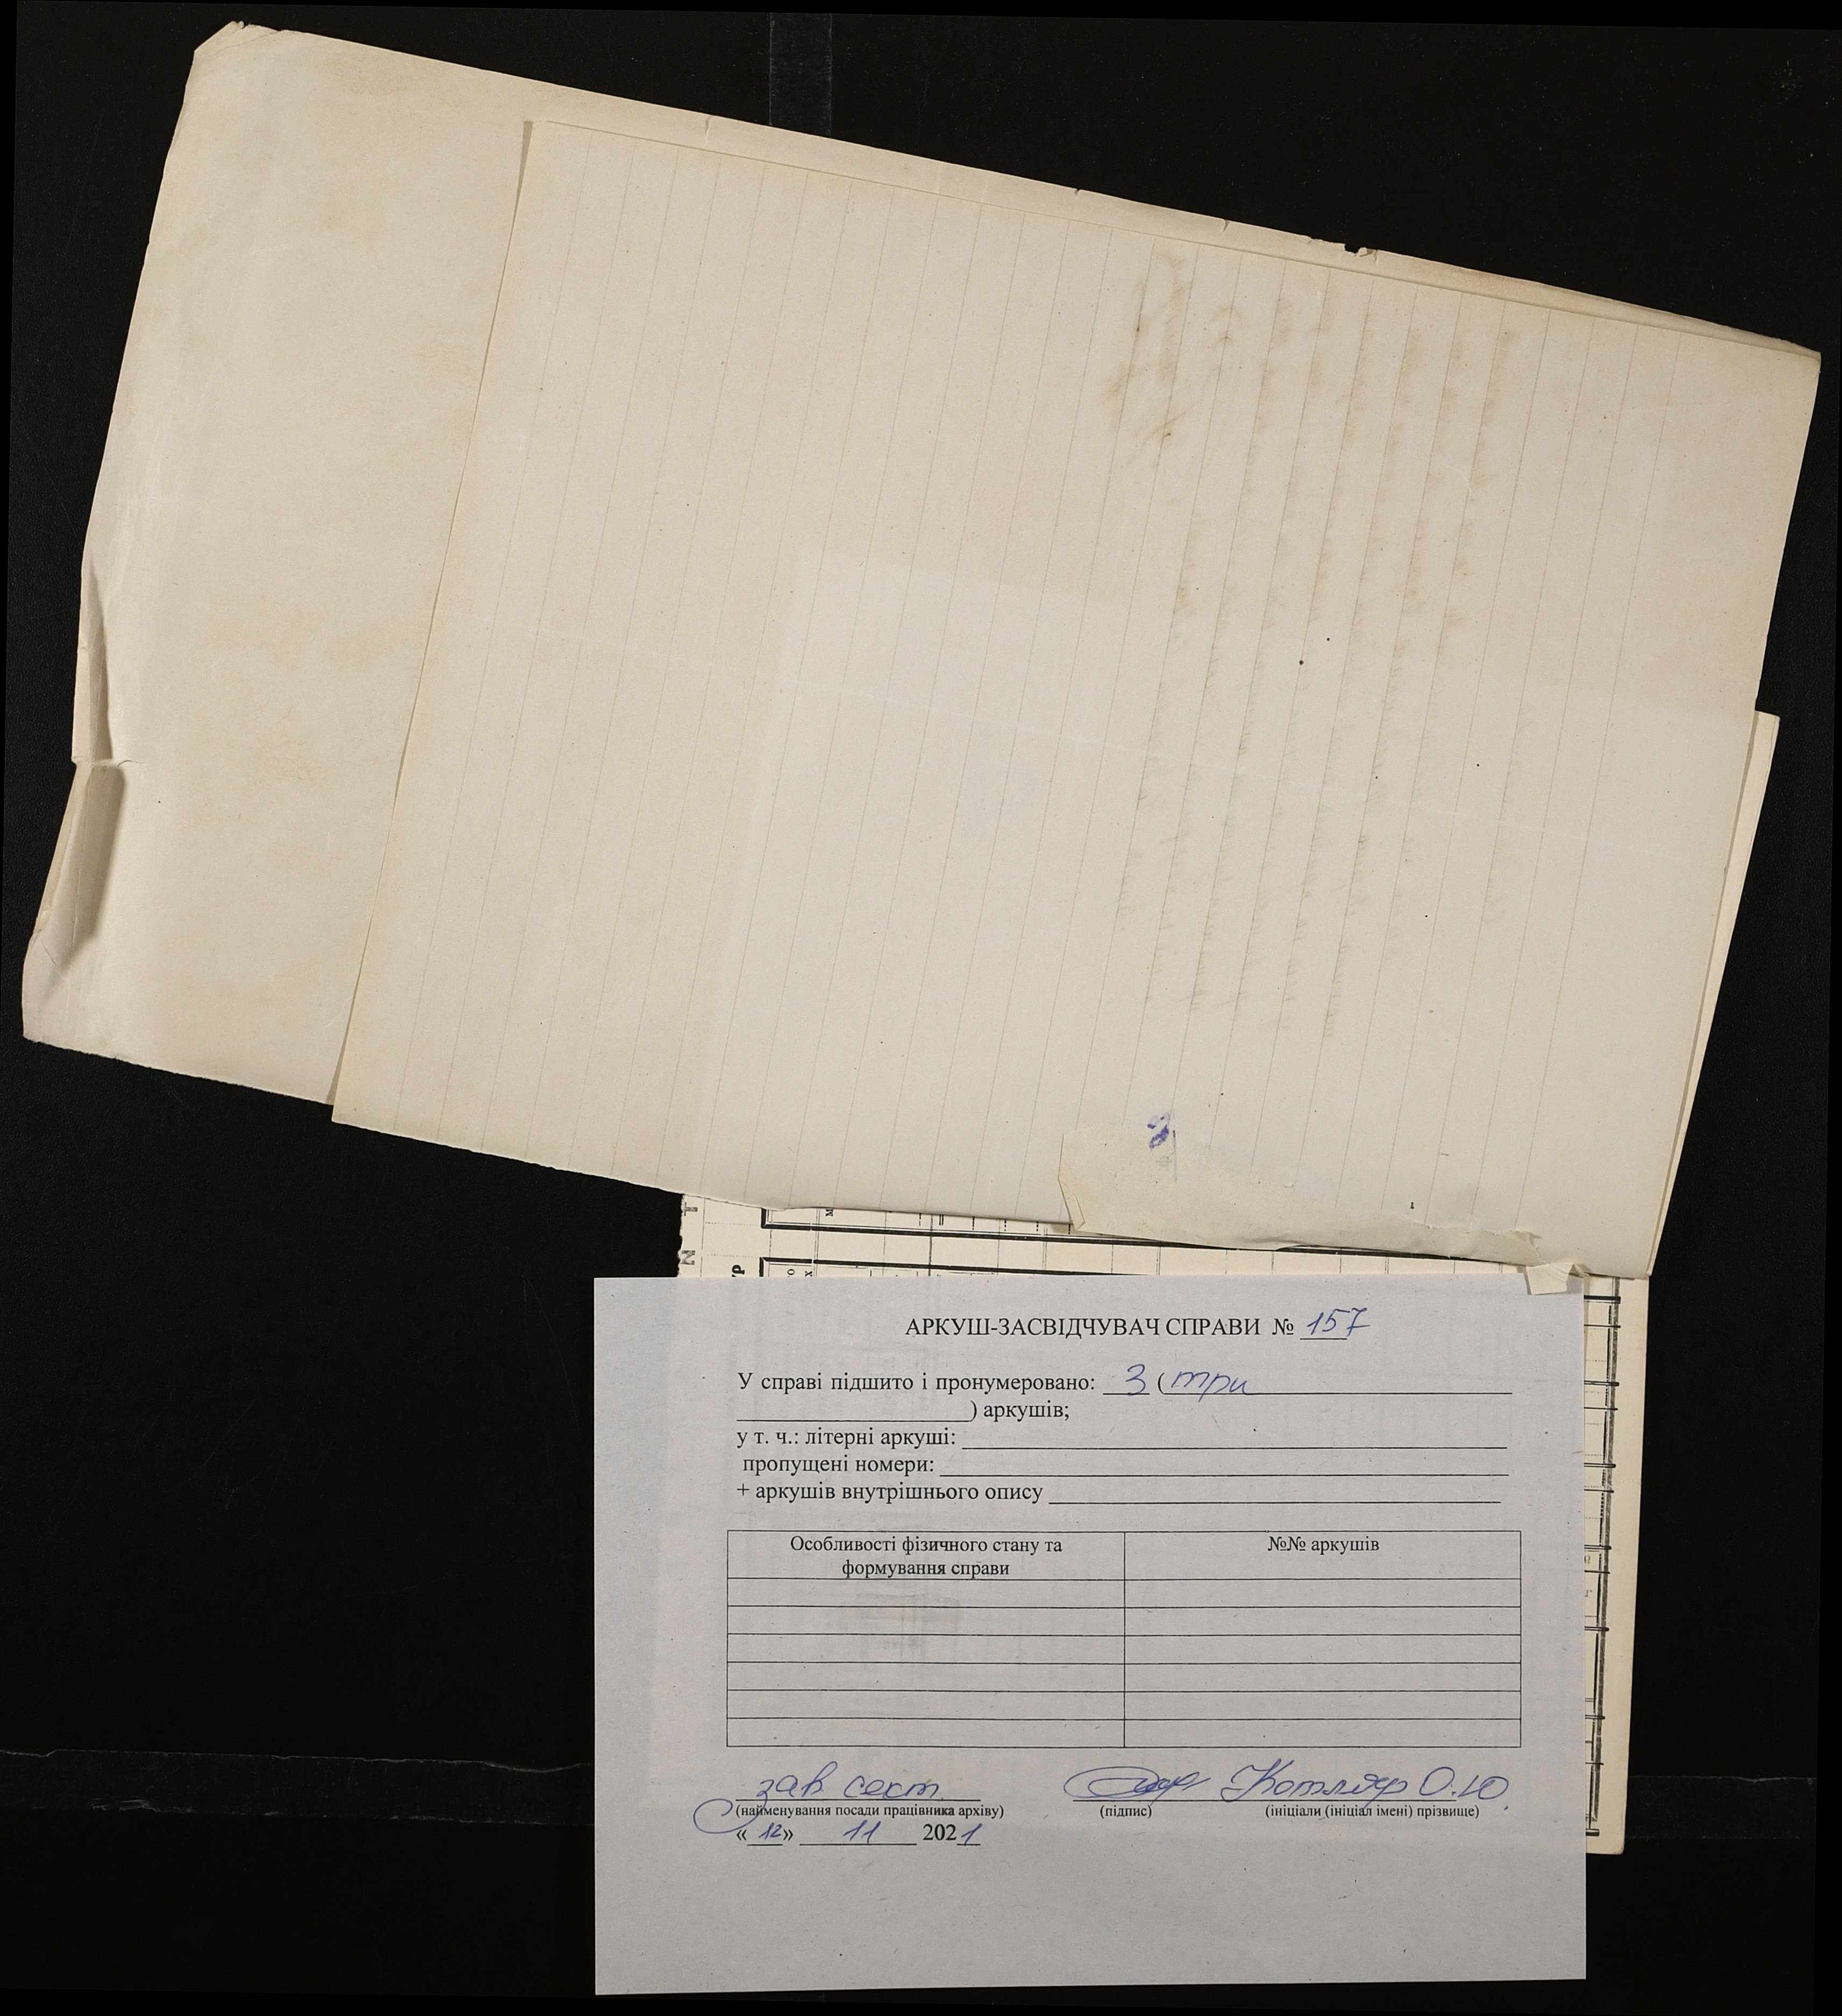 АРКУШ-ЗАСВІДЧУВАЧ СПРАВИ № 157
У справі підшито і пронумеровано: 3 (три
) аркушів;
у т. ч.: літерні аркуші:
пропущені номери:
+ аркушів внутрішнього опису
Особливості фізичного стану та формування справи
№№ аркушів
зав. сект. Котляр О.Ю.
(найменування посади працівника архіву) (підпис) (ініціали (ініціал імені) прізвище)
«12» 11 2021